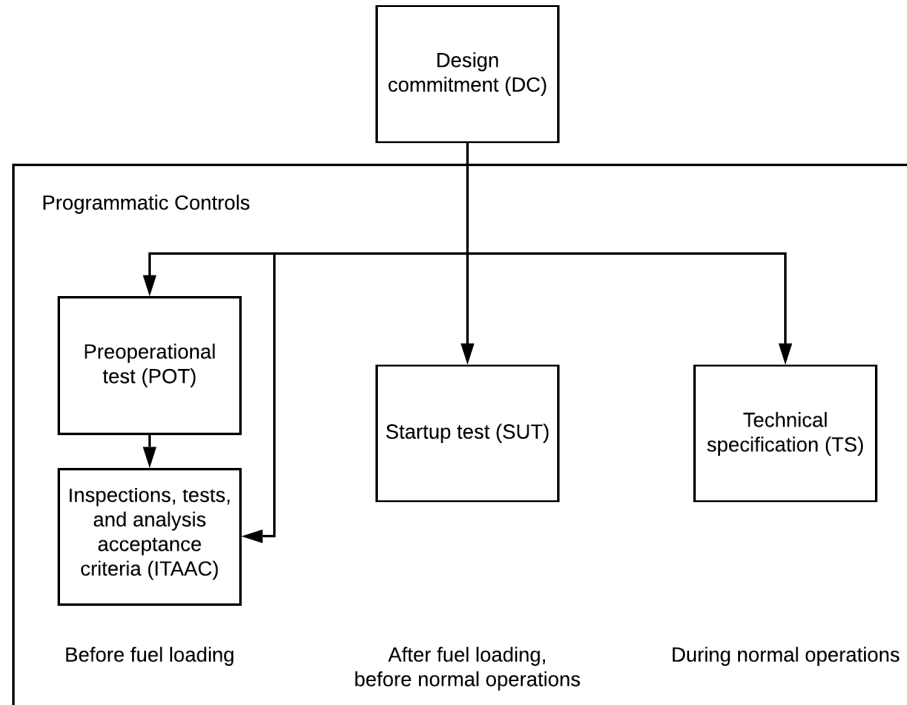 Design
commitment (DC)
Programmatic Controls
Preoperational
test (POT)
Inspections, tests,
and analysis
acceptance
criteria (ITAAC)
Startup test (SUT)
Technical
specification (TS)
Before fuel loading
After fuel loading,
before normal operations
During normal operations